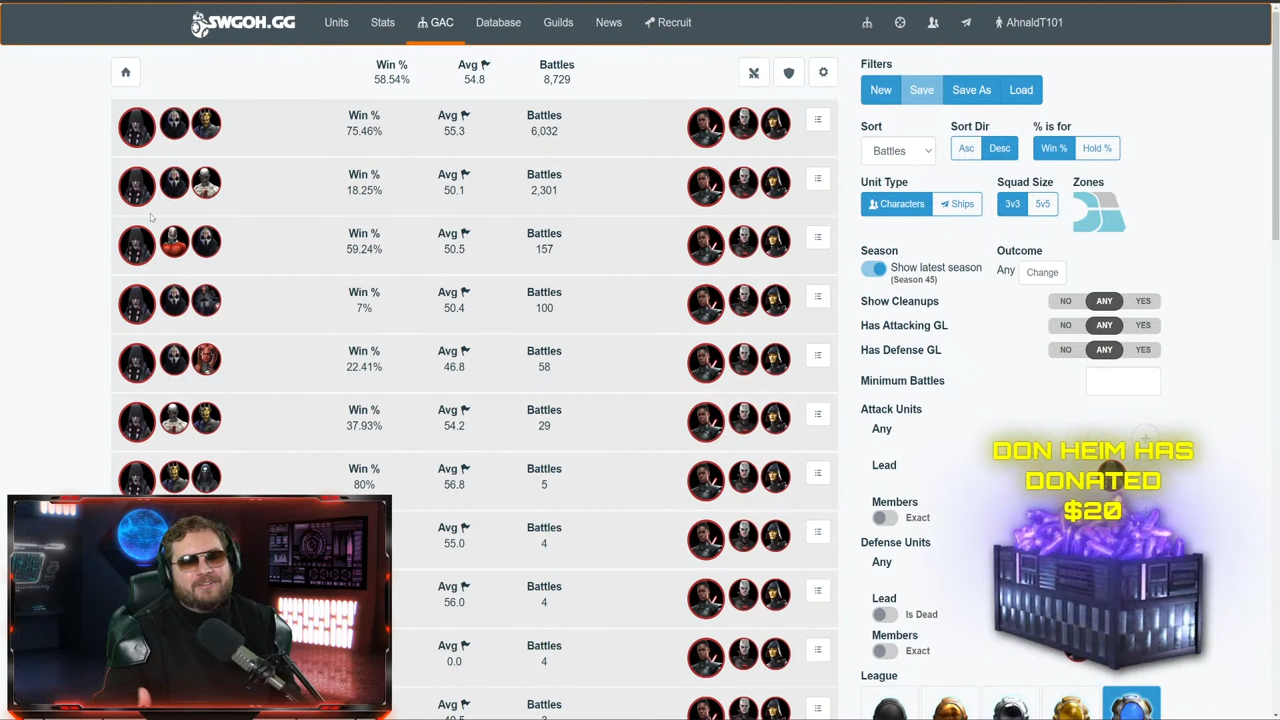 SWGOH.GG Units Stats GAC Database Guilds News Recruit AhnaldT101
Win % Avg Battles
58.54% 54.8 8,729
Win % Avg Battles
75.46% 55.3 6,032
Win % Avg Battles
18.25% 50.1 2,301
Win % Avg Battles
59.24% 50.5 157
Win % Avg Battles
7% 50.4 100
Win % Avg Battles
22.41% 46.8 58
Win % Avg Battles
37.93% 54.2 29
Win % Avg Battles
80% 56.8 5
Avg Battles
55.0 4
Avg Battles
56.0 4
Avg Battles
0.0 4
Avg Battles
Filters
New Save Save As Load
Sort Sort Dir % is for
Battles Asc Desc Win % Hold %
Unit Type Squad Size Zones
Characters Ships 3v3 5v5
Season Outcome
Show latest season Any Change
(Season 45)
Show Cleanups NO ANY YES
Has Attacking GL NO ANY YES
Has Defense GL NO ANY YES
Minimum Battles
Attack Units
Any
Lead
Members
Exact
Defense Units
Any
Lead
Is Dead
Members
Exact
League
DON HEIM HAS
DONATED
$20